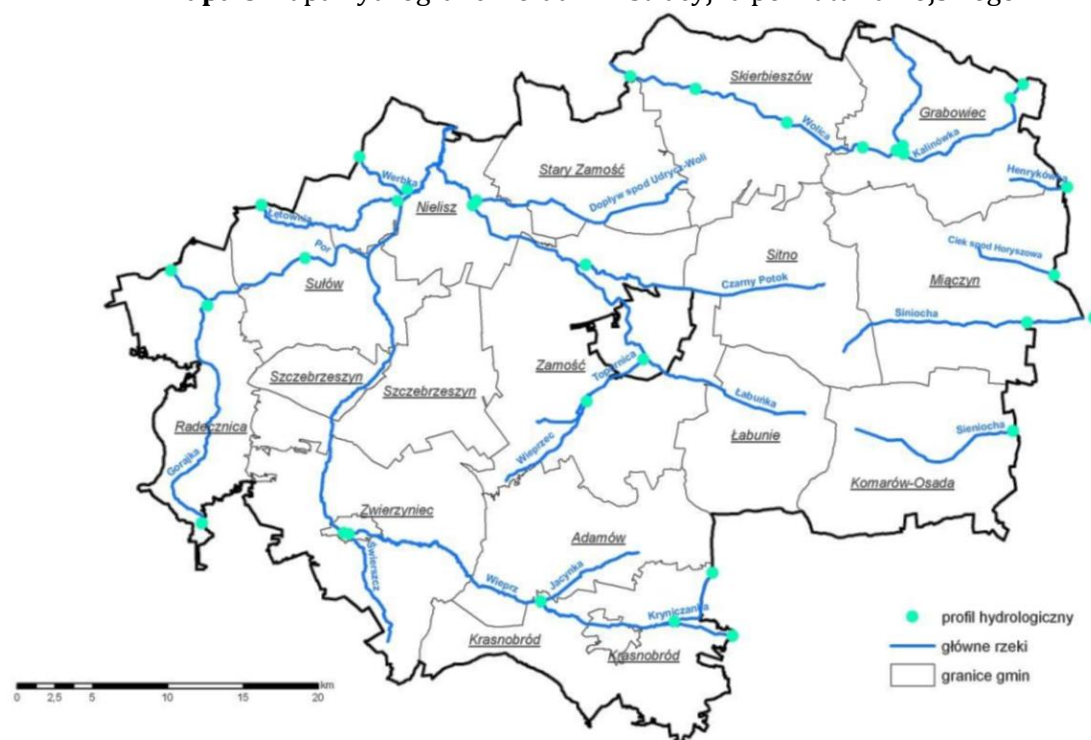 Skierbieszów
Grabowiec
Wolica
Kalinówka
Stary Zamość
Dopływ spod Udrycz-Woli
Werbka
Henrykówka
Nielisz
Łętownia
Por
Sitno
Ciek spod Horyszowa
Sułów
Czarny Potok
Miączyn
Siniocha
Zamość
Topornica
Szczebrzeszyn
Szczebrzeszyn
Łabuńka
Radecznica
Łabunie
Sieniocha
Wieprzec
Gorajka
Komarów-Osada
Zwierzyniec
Adamów
Świerszcz
Wieprz
Jacynka
Kryniczanka
Krasnobród
Krasnobród
profil hydrologiczny
główne rzeki
granice gmin
km
0 2,5 5 10 15 20